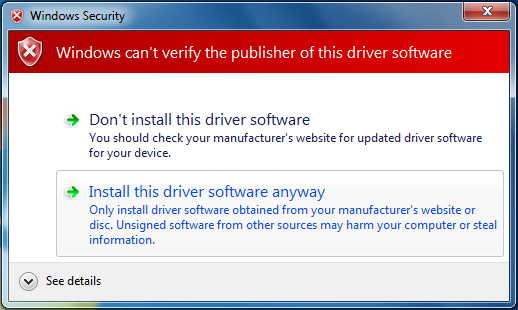 Windows Security
Windows can't verify the publisher of this driver software
Don't install this driver software
You should check your manufacturer's website for updated driver software
for your device.
Install this driver software anyway
Only install driver software obtained from your manufacturer's website or
disc. Unsigned software from other sources may harm your computer or steal
information.
See details